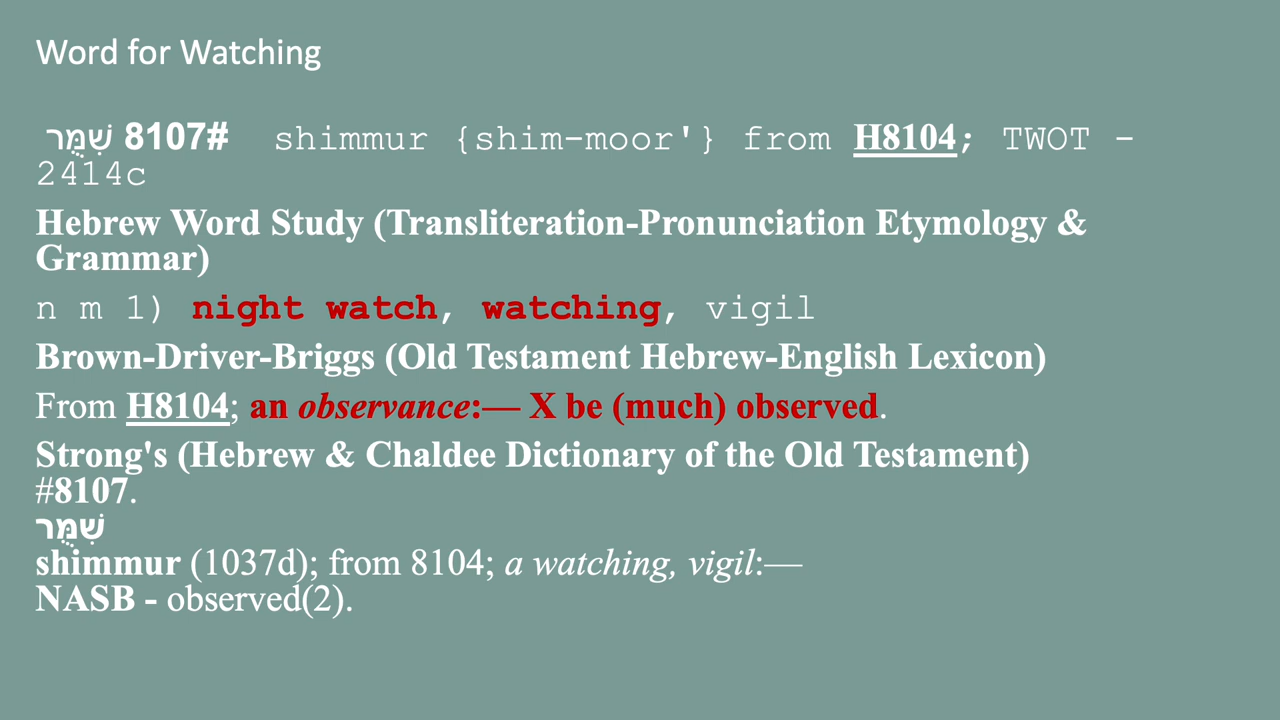 Word for Watching
שִׁמֻּר 8107# shimmur {shim-moor'} from H8104; TWOT -
2414c
Hebrew Word Study (Transliteration-Pronunciation Etymology &
Grammar)
n m 1) night watch, watching, vigil
Brown-Driver-Briggs (Old Testament Hebrew-English Lexicon)
From H8104; an observance:— X be (much) observed.
Strong's (Hebrew & Chaldee Dictionary of the Old Testament)
#8107.
שִׁמֻּר
shimmur (1037d); from 8104; a watching, vigil:—
NASB - observed(2).